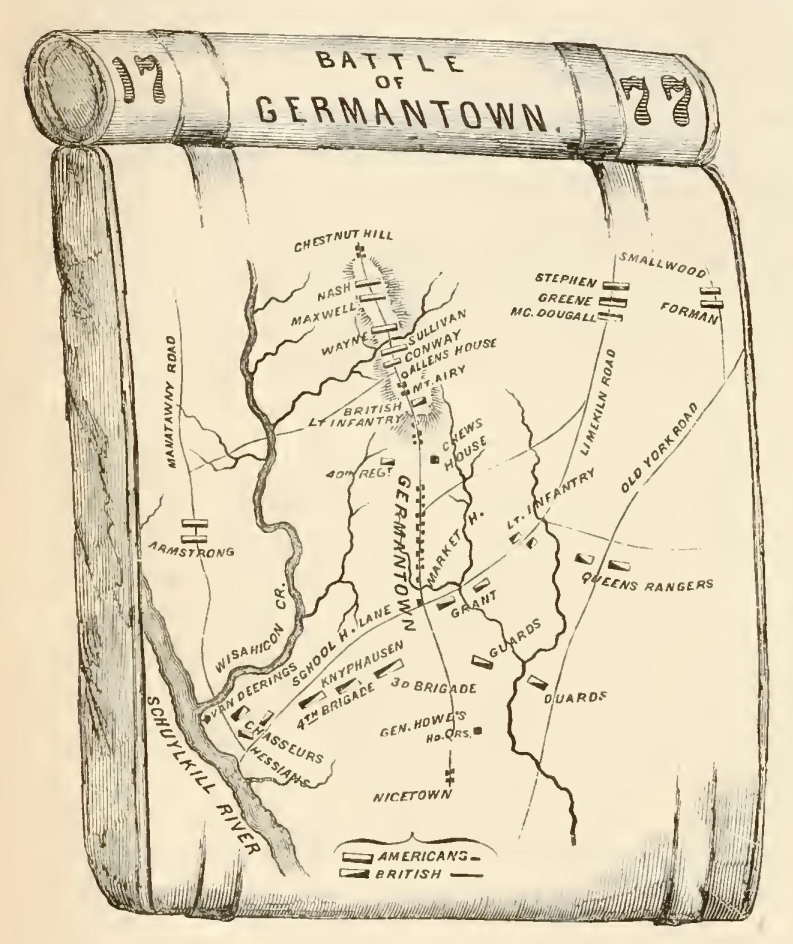 17
BATTLE
OF
GERMANTOWN.
77
CHESTNUT HILL
SMALLWOOD
STEPHEN
NASH
GREENE
FORMAN
MAXWELL
MC. DOUGALL
SULLIVAN
WAYNE
CONWAY
ALLENS HOUSE
MT. AIRY
MANATAWNY ROAD
LIMEKILN ROAD
OLD YORK ROAD
BRITISH
LT INFANTRY
CREWS
HOUSE
40TH REGT
GERMANTOWN
MARKET H.
LT. INFANTRY
ARMSTRONG
QUEENS RANGERS
WISAHICON CR.
SCHOOL H. LANE
GRANT
GUARDS
VAN DEERINGS
KNYPHAUSEN
3D BRIGADE
4TH BRIGADE
GUARDS
CHASSEURS
HESSIANS
GEN. HOWE'S
HD. QRS.
SCHUYLKILL RIVER
NICETOWN
AMERICANS
BRITISH